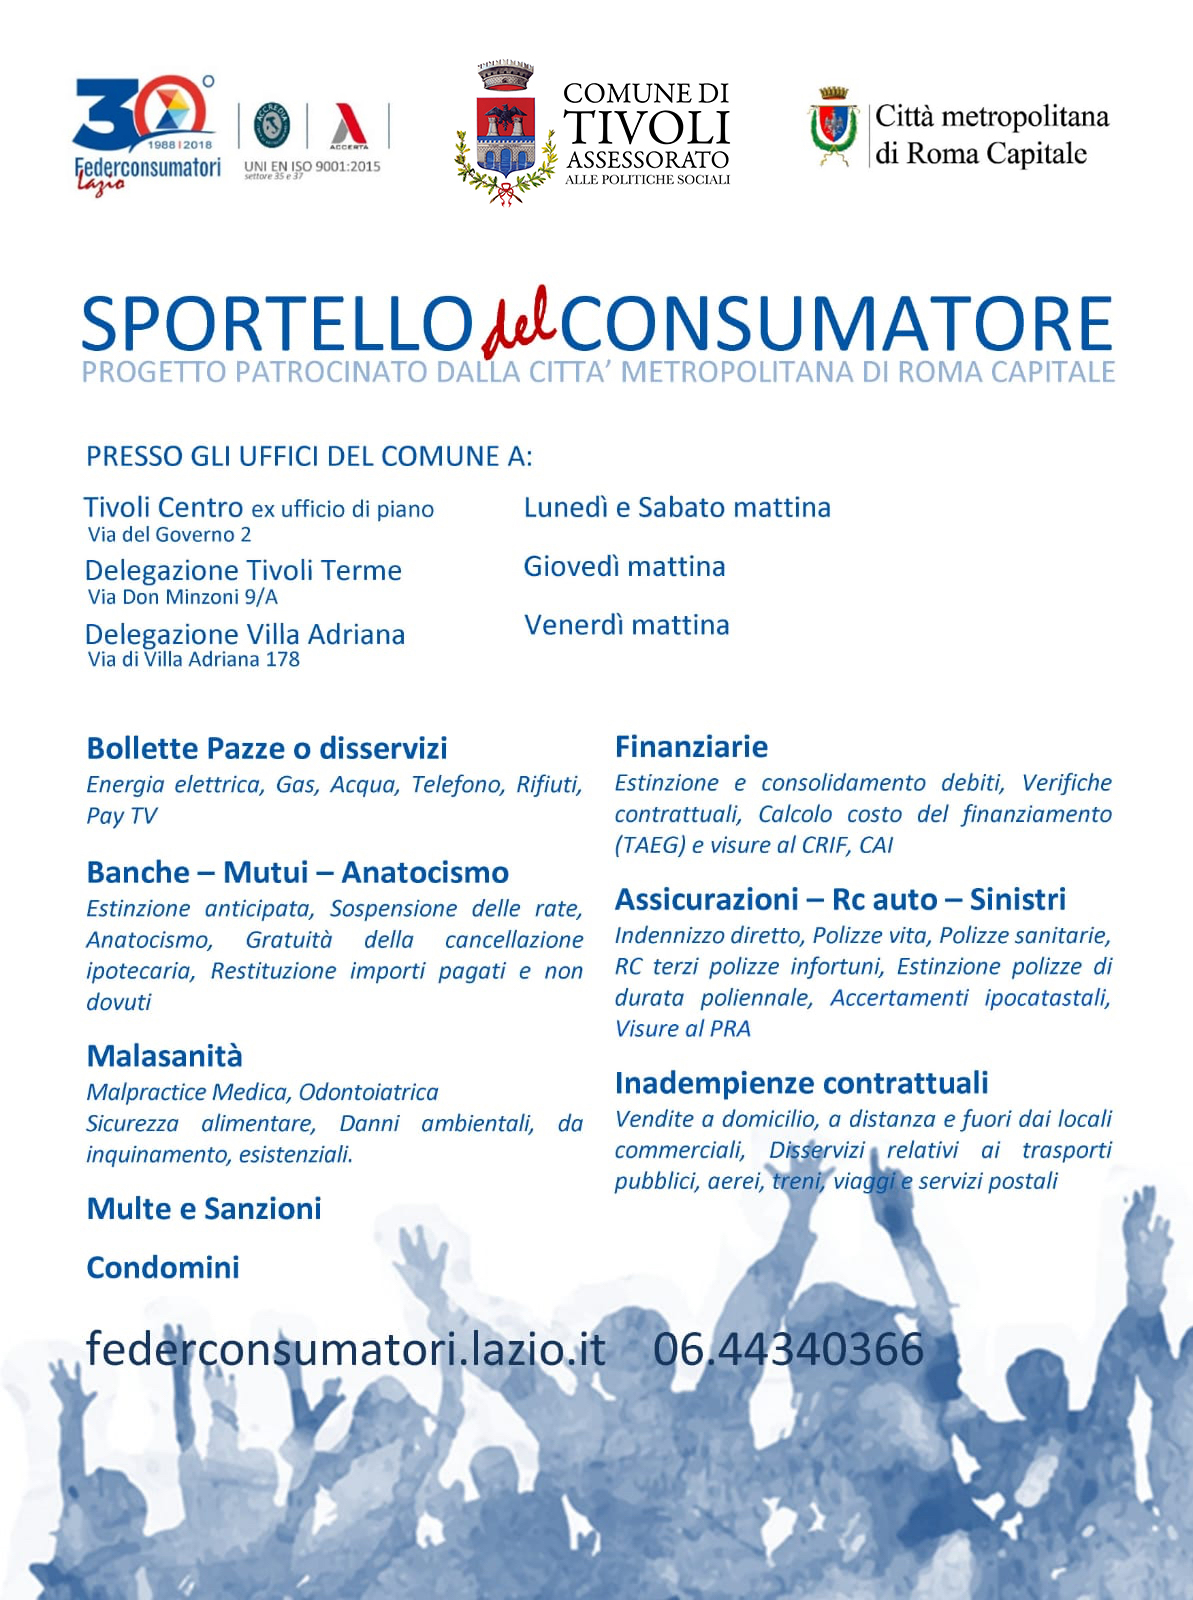 30°
1988 | 2018
Federconsumatori
Lazio
ACCREDIA
ACCERTA
UNI EN ISO 9001:2015
settore 35 e 37
COMUNE DI
TIVOLI
ASSESSORATO
ALLE POLITICHE SOCIALI
Città metropolitana
di Roma Capitale
SPORTELLO del CONSUMATORE
PROGETTO PATROCINATO DALLA CITTA’ METROPOLITANA DI ROMA CAPITALE
PRESSO GLI UFFICI DEL COMUNE A:
Tivoli Centro ex ufficio di piano
Via del Governo 2
Lunedì e Sabato mattina
Delegazione Tivoli Terme
Via Don Minzoni 9/A
Giovedì mattina
Delegazione Villa Adriana
Via di Villa Adriana 178
Venerdì mattina
Bollette Pazze o disservizi
Energia elettrica, Gas, Acqua, Telefono, Rifiuti,
Pay TV
Banche – Mutui – Anatocismo
Estinzione anticipata, Sospensione delle rate,
Anatocismo, Gratuità della cancellazione
ipotecaria, Restituzione importi pagati e non
dovuti
Malasanità
Malpractice Medica, Odontoiatrica
Sicurezza alimentare, Danni ambientali, da
inquinamento, esistenziali.
Multe e Sanzioni
Condomini
Finanziarie
Estinzione e consolidamento debiti, Verifiche
contrattuali, Calcolo costo del finanziamento
(TAEG) e visure al CRIF, CAI
Assicurazioni – Rc auto – Sinistri
Indennizzo diretto, Polizze vita, Polizze sanitarie,
RC terzi polizze infortuni, Estinzione polizze di
durata poliennale, Accertamenti ipocatastali,
Visure al PRA
Inadempienze contrattuali
Vendite a domicilio, a distanza e fuori dai locali
commerciali, Disservizi relativi ai trasporti
pubblici, aerei, treni, viaggi e servizi postali
federconsumatori.lazio.it 06.44340366